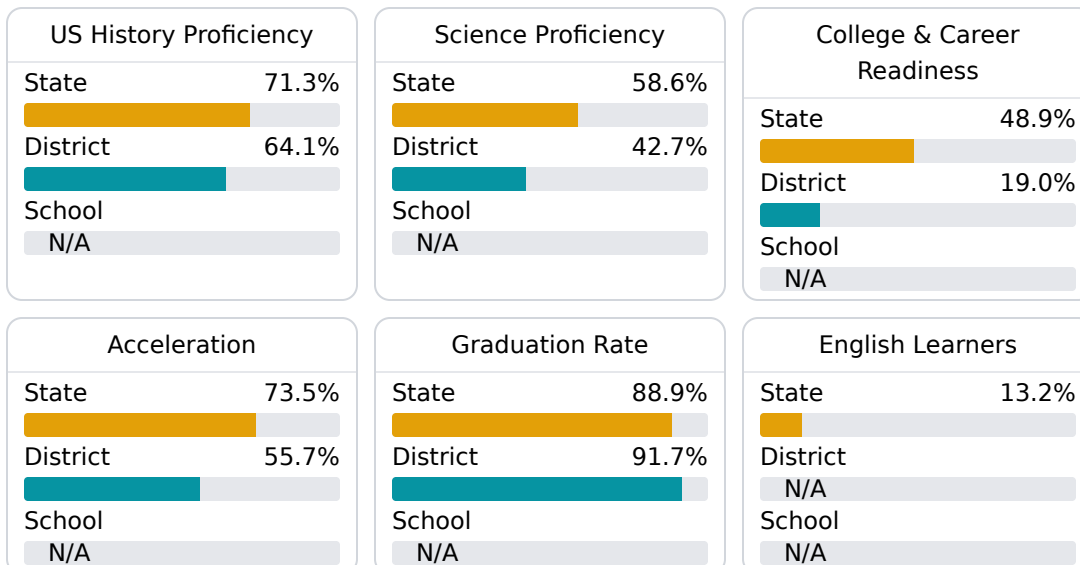 US History Proficiency
State 71.3%
District 64.1%
School
N/A
Science Proficiency
State 58.6%
District 42.7%
School
N/A
College & Career
Readiness
State 48.9%
District 19.0%
School
N/A
Acceleration
State 73.5%
District 55.7%
School
N/A
Graduation Rate
State 88.9%
District 91.7%
School
N/A
English Learners
State 13.2%
District
N/A
School
N/A